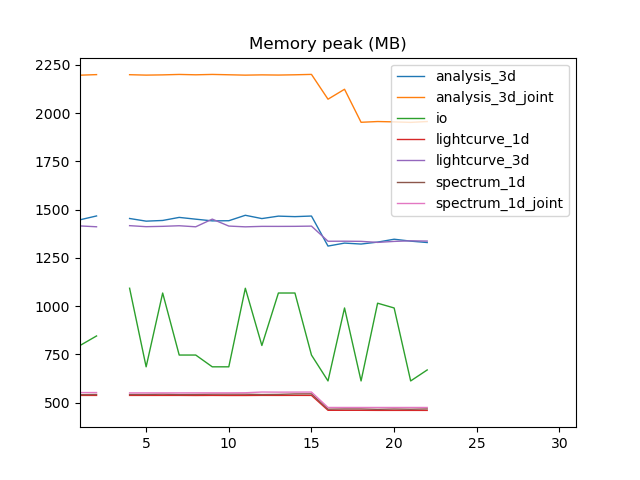 Memory peak (MB)
2250
2000
1750
1500
1250
1000
750
500
analysis_3d
analysis_3d_joint
io
lightcurve_1d
lightcurve_3d
spectrum_1d
spectrum_1d_joint
5 10 15 20 25 30